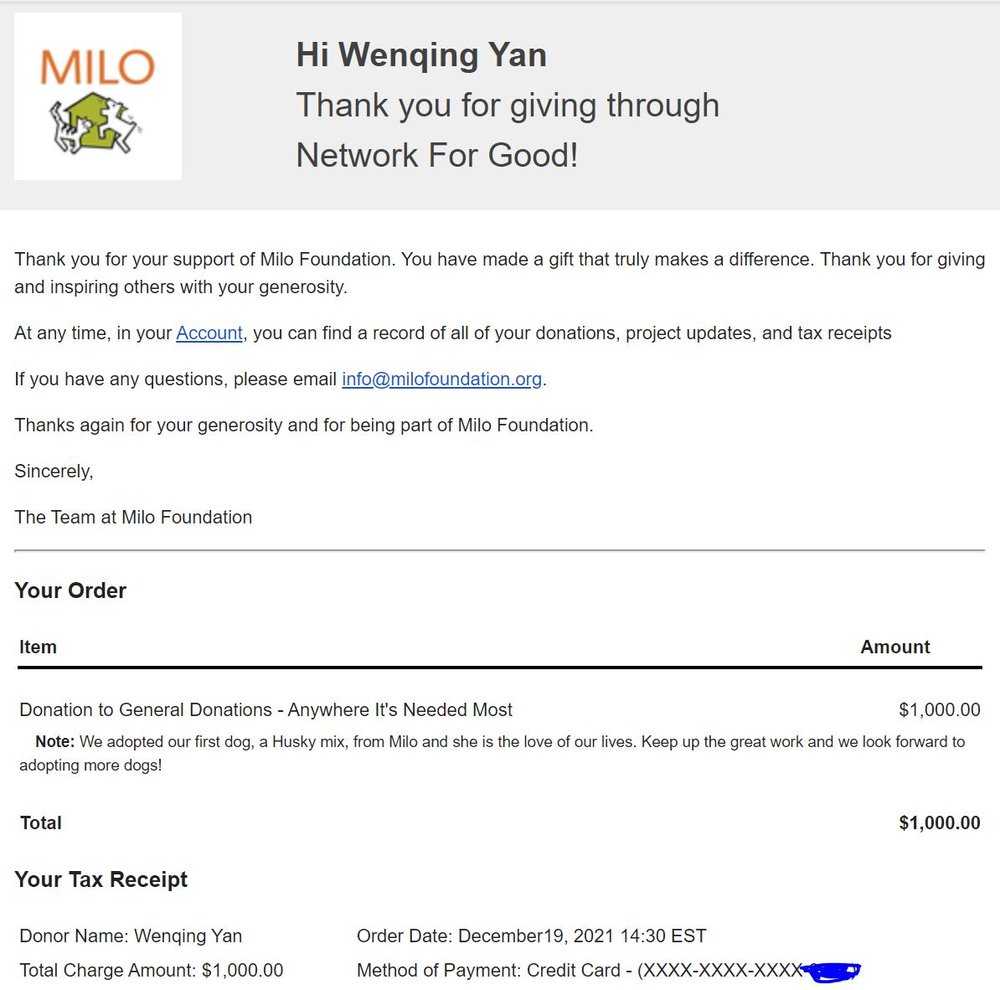 MILO
Hi Wenqing Yan
Thank you for giving through
Network For Good!
Thank you for your support of Milo Foundation. You have made a gift that truly makes a difference. Thank you for giving
and inspiring others with your generosity.
At any time, in your Account, you can find a record of all of your donations, project updates, and tax receipts
If you have any questions, please email info@milofoundation.org.
Thanks again for your generosity and for being part of Milo Foundation.
Sincerely,
The Team at Milo Foundation
Your Order
Item Amount
Donation to General Donations - Anywhere It's Needed Most $1,000.00
Note: We adopted our first dog, a Husky mix, from Milo and she is the love of our lives. Keep up the great work and we look forward to
adopting more dogs!
Total $1,000.00
Your Tax Receipt
Donor Name: Wenqing Yan Order Date: December19, 2021 14:30 EST
Total Charge Amount: $1,000.00 Method of Payment: Credit Card - (XXXX-XXXX-XXXX-